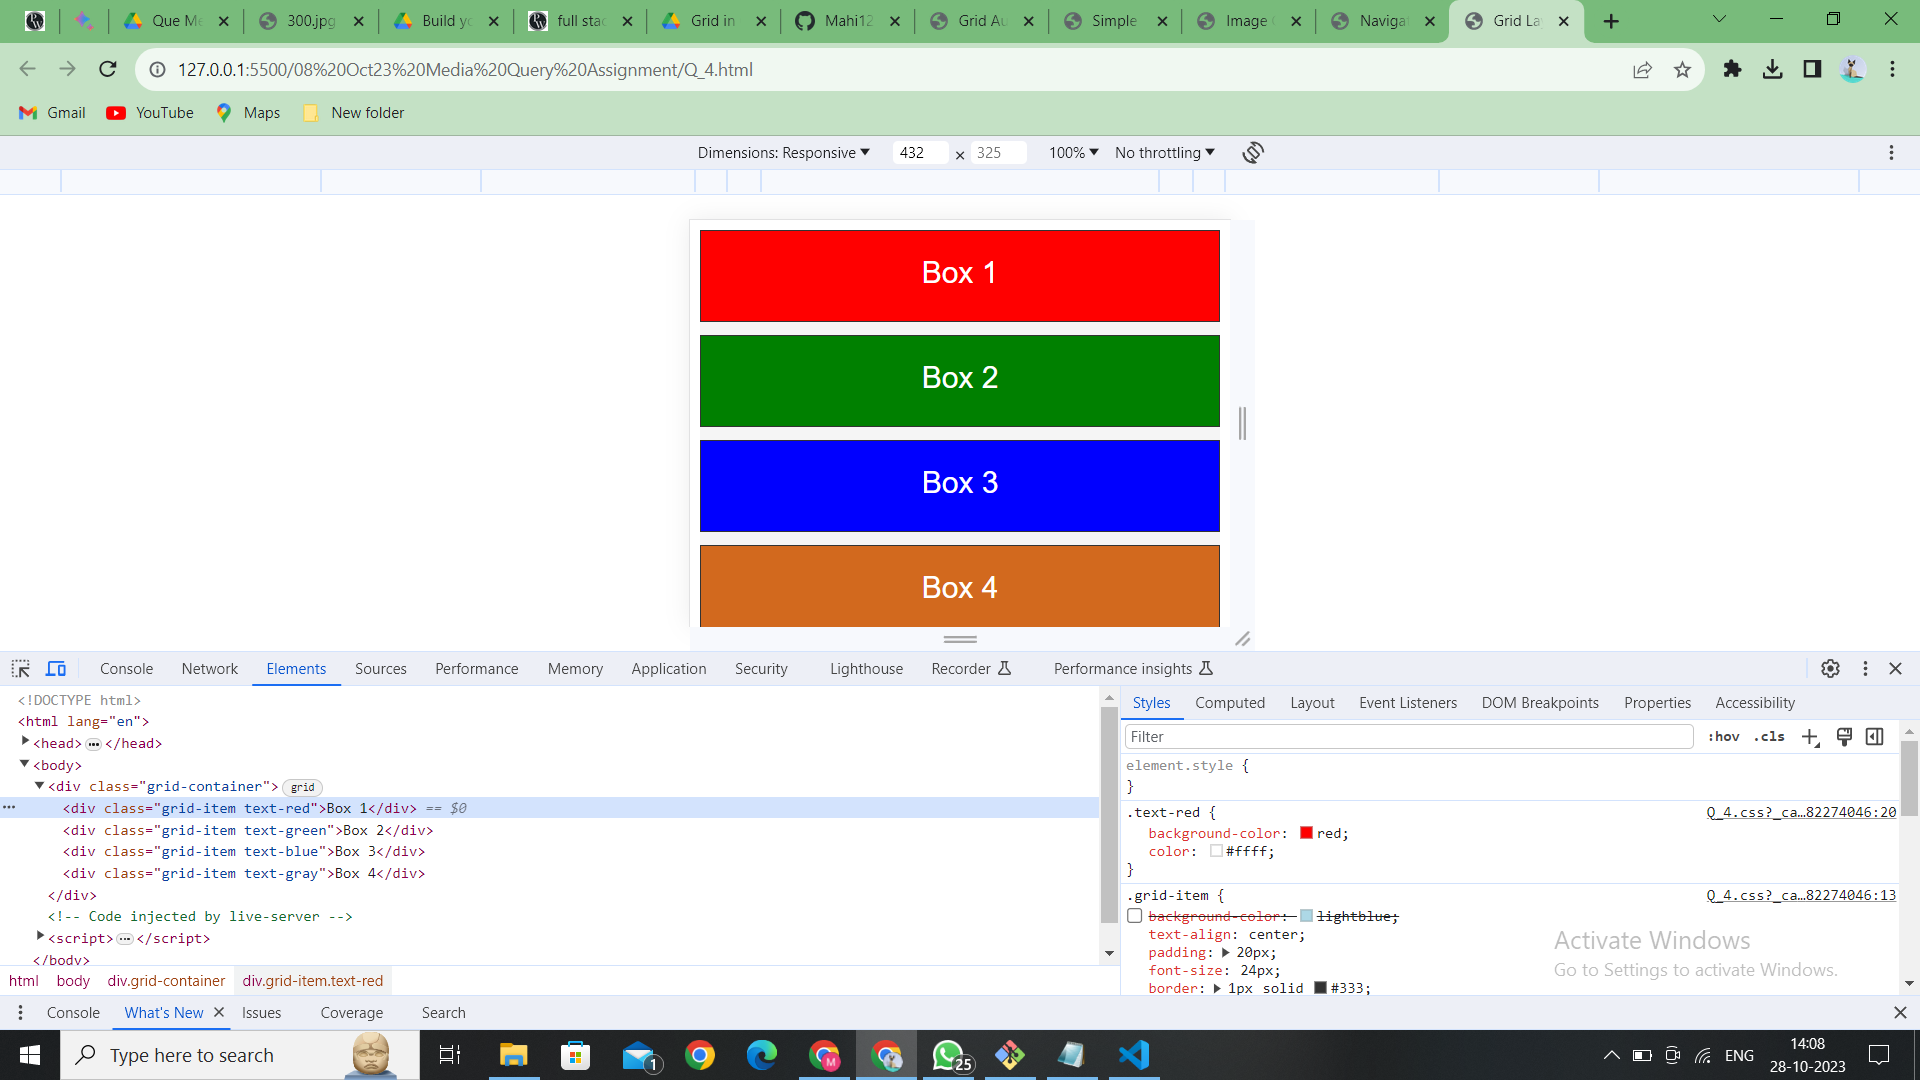 Que Me
300.jpg
Build yo
full stac
Grid in
Mahi12
Grid Au
Simple
Image
Navigat
Grid La
127.0.0.1:5500/08%20Oct23%20Media%20Query%20Assignment/Q_4.html
Gmail YouTube Maps New folder
Dimensions: Responsive 432 × 325 100% No throttling
Box 1
Box 2
Box 3
Box 4
Console Network Elements Sources Performance Memory Application Security Lighthouse Recorder Performance insights
<!DOCTYPE html>
<html lang="en">
<head>…</head>
<body>
<div class="grid-container"> grid
<div class="grid-item text-red">Box 1</div> == $0
<div class="grid-item text-green">Box 2</div>
<div class="grid-item text-blue">Box 3</div>
<div class="grid-item text-gray">Box 4</div>
</div>
<!-- Code injected by live-server -->
<script>…</script>
</body>
html body div.grid-container div.grid-item.text-red
Styles Computed Layout Event Listeners DOM Breakpoints Properties Accessibility
Filter :hov .cls
element.style {
}
.text-red { Q_4.css?_ca…82274046:20
background-color: red;
color: #ffff;
}
.grid-item { Q_4.css?_ca…82274046:13
background-color: lightblue;
text-align: center;
padding: 20px;
font-size: 24px;
border: 1px solid #333;
Activate Windows
Go to Settings to activate Windows.
Console What's New Issues Coverage Search
Type here to search
1
M
25
ENG
14:08
28-10-2023